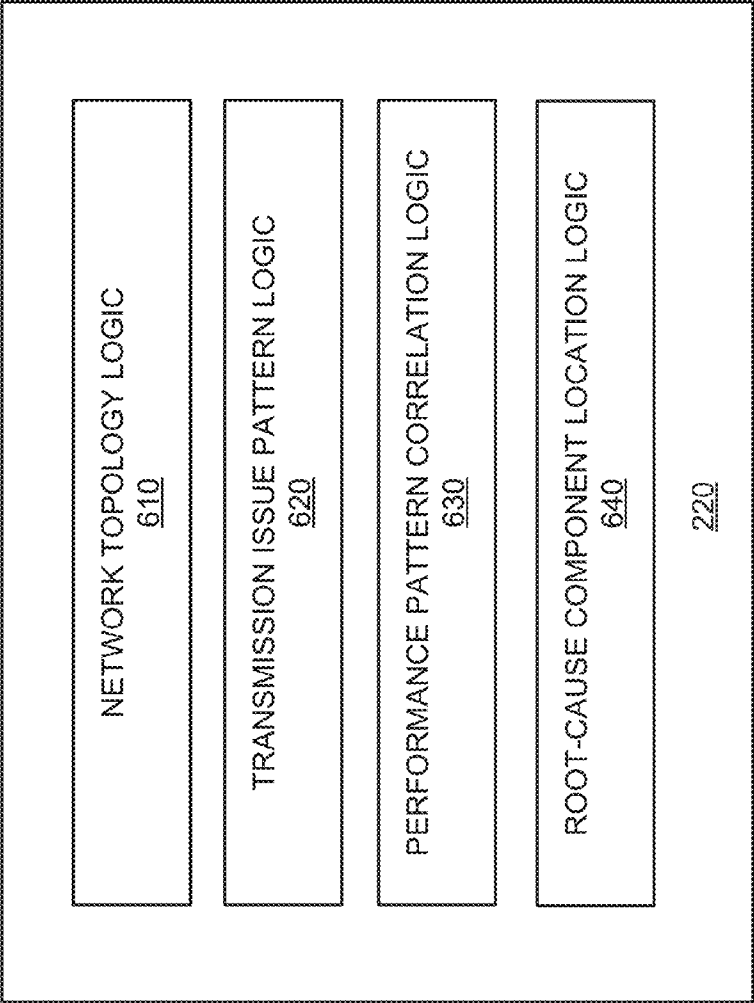 NETWORK TOPOLOGY LOGIC
610
TRANSMISSION ISSUE PATTERN LOGIC
620
PERFORMANCE PATTERN CORRELATION LOGIC
630
ROOT-CAUSE COMPONENT LOCATION LOGIC
640
220